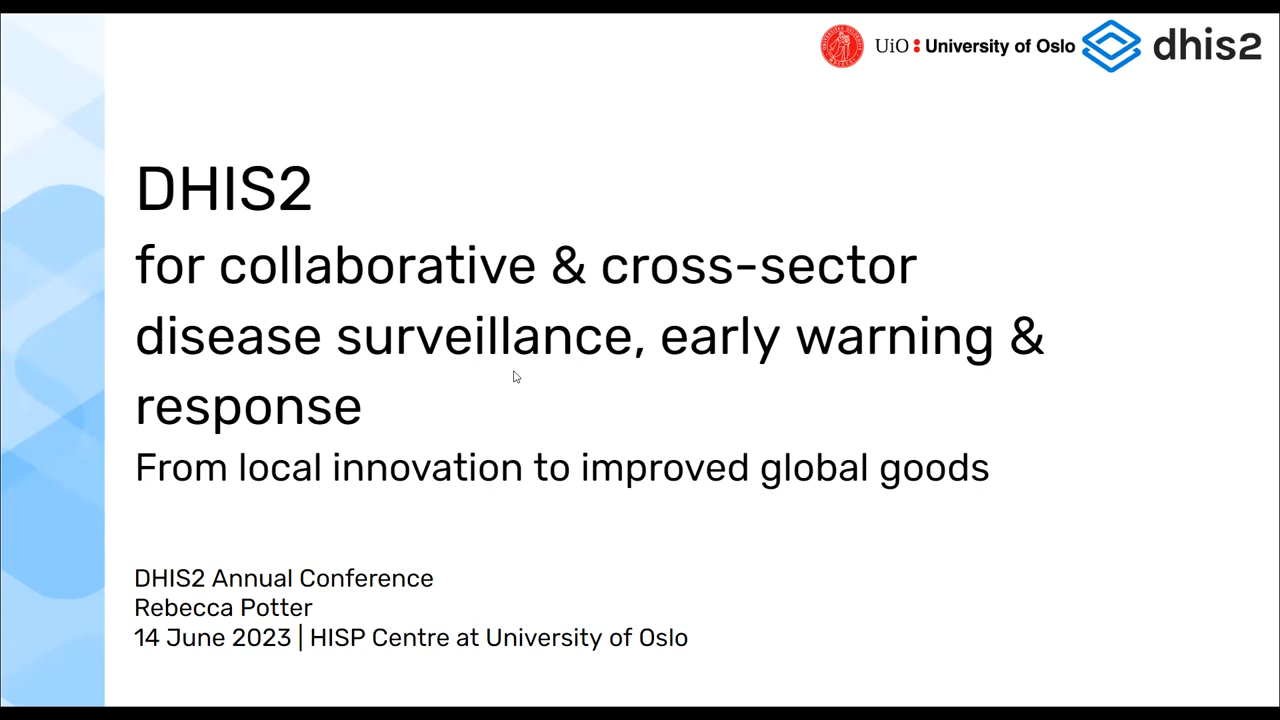 UiO : University of Oslo dhis2
DHIS2
for collaborative & cross-sector
disease surveillance, early warning &
response
From local innovation to improved global goods
DHIS2 Annual Conference
Rebecca Potter
14 June 2023 | HISP Centre at University of Oslo